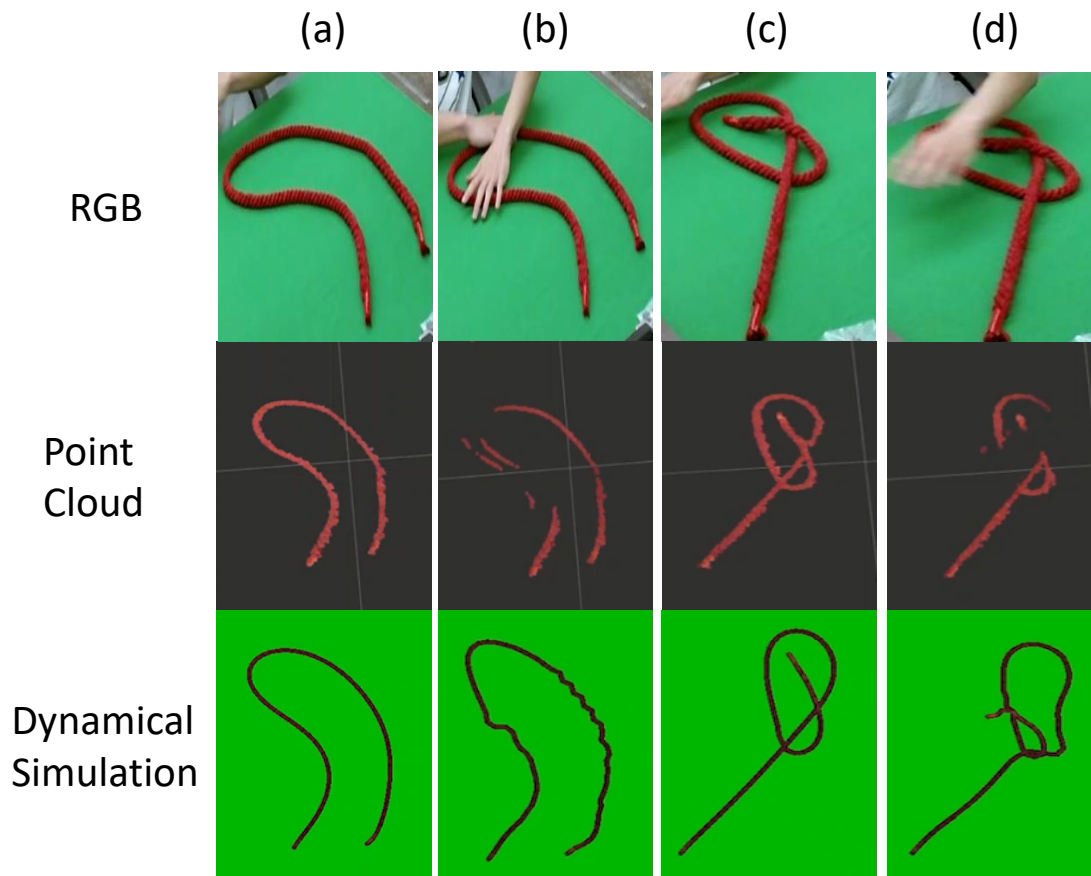 (a) (b) (c) (d)
RGB
Point
Cloud
Dynamical
Simulation